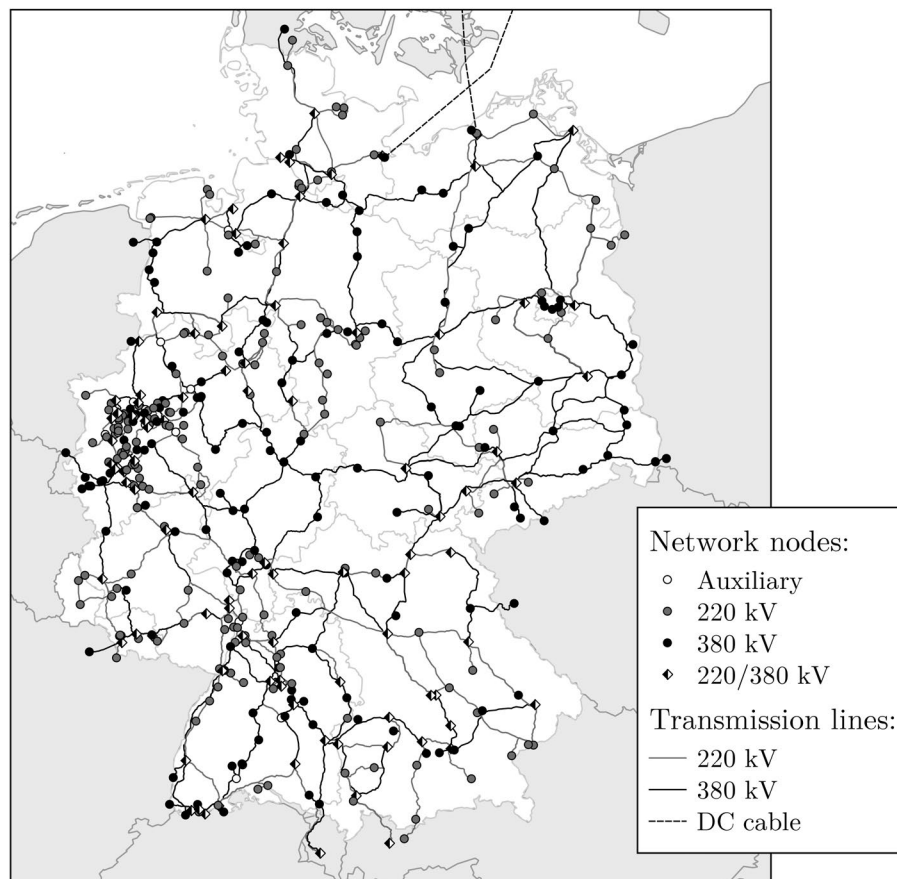 Network nodes:
Auxiliary
220 kV
380 kV
220/380 kV
Transmission lines:
220 kV
380 kV
DC cable